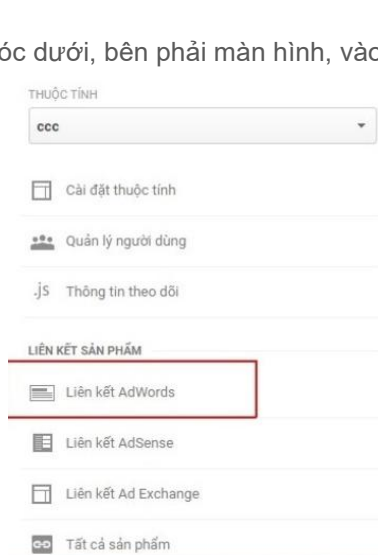 óc dưới, bên phải màn hình, vào
THUỘC TÍNH
ccc
Cài đặt thuộc tính
Quản lý người dùng
.js Thông tin theo dõi
LIÊN KẾT SẢN PHẨM
Liên kết AdWords
Liên kết AdSense
Liên kết Ad Exchange
Tất cả sản phẩm